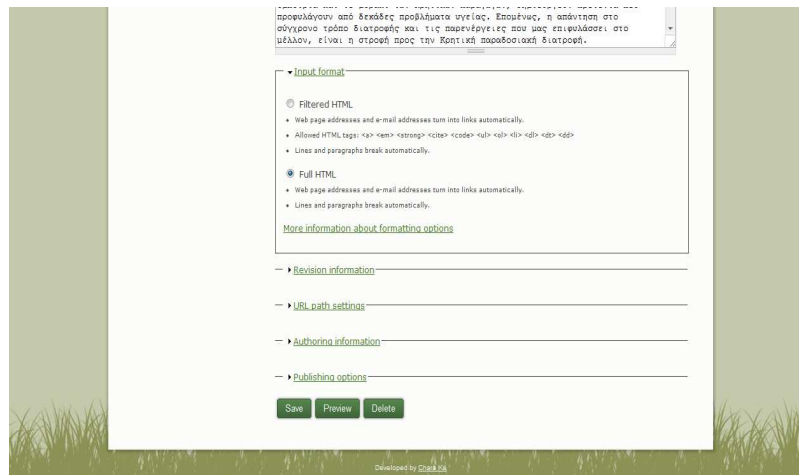 προφυλάγουν από δεκάδες προβλήματα υγείας. Επομένως, η απάντηση στο
σύγχρονο τρόπο διατροφής και τις παρενέργειες που μας επιφυλάσσει στο
μέλλον, είναι η στροφή προς την Κρητική παραδοσιακή διατροφή.
Input format
Filtered HTML
Web page addresses and e-mail addresses turn into links automatically.
Allowed HTML tags: <a> <em> <strong> <cite> <code> <ul> <ol> <li> <dl> <dt> <dd>
Lines and paragraphs break automatically.
Full HTML
Web page addresses and e-mail addresses turn into links automatically.
Lines and paragraphs break automatically.
More information about formatting options
Revision information
URL path settings
Authoring information
Publishing options
Save Preview Delete
Developed by Chara Ka